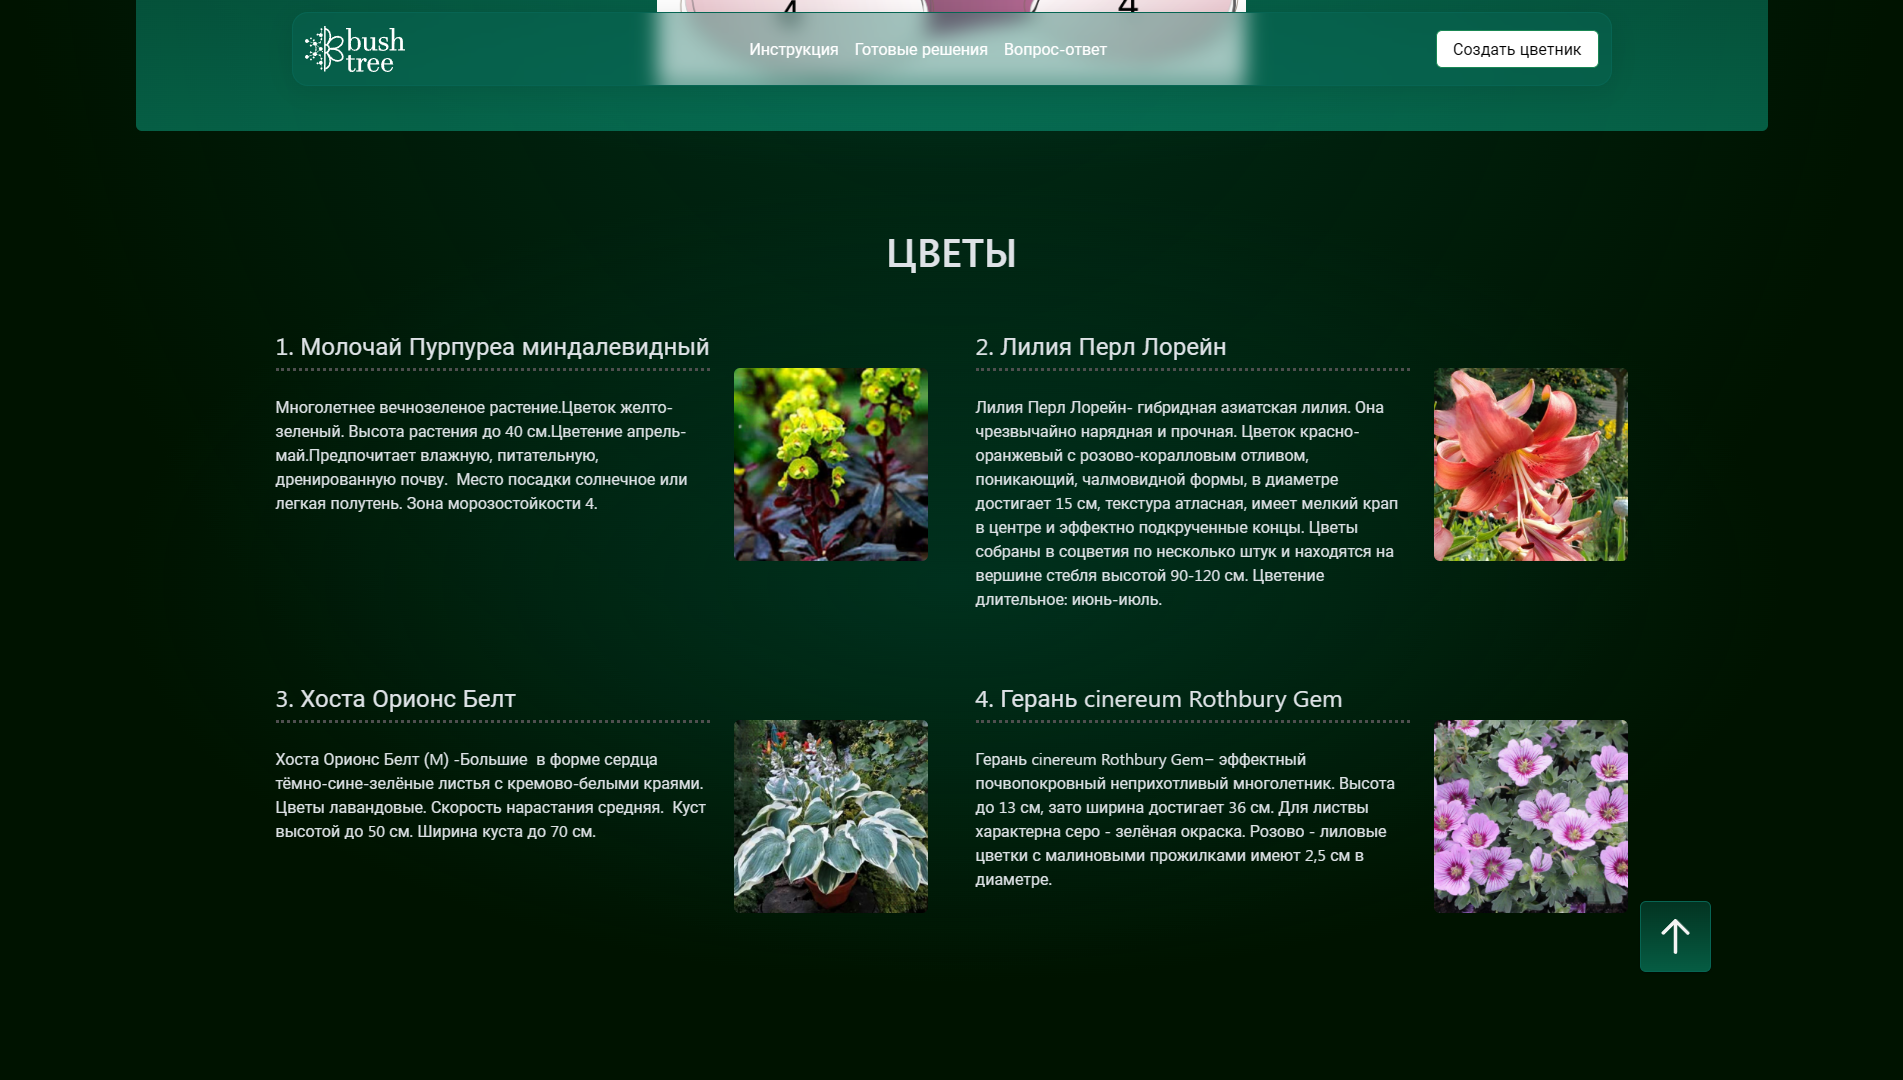 4 4
bush
tree
Инструкция Готовые решения Вопрос-ответ
Создать цветник
ЦВЕТЫ
1. Молочай Пурпуреа миндалевидный
Многолетнее вечнозеленое растение.Цветок желто-
зеленый. Высота растения до 40 см.Цветение апрель-
май.Предпочитает влажную, питательную,
дренированную почву.  Место посадки солнечное или
легкая полутень. Зона морозостойкости 4.
2. Лилия Перл Лорейн
Лилия Перл Лорейн- гибридная азиатская лилия. Она
чрезвычайно нарядная и прочная. Цветок красно-
оранжевый с розово-коралловым отливом,
поникающий, чалмовидной формы, в диаметре
достигает 15 см, текстура атласная, имеет мелкий крап
в центре и эффектно подкрученные концы. Цветы
собраны в соцветия по несколько штук и находятся на
вершине стебля высотой 90-120 см. Цветение
длительное: июнь-июль.
3. Хоста Орионс Белт
Хоста Орионс Белт (М) -Большие  в форме сердца
тёмно-сине-зелёные листья с кремово-белыми краями.
Цветы лавандовые. Скорость нарастания средняя.  Куст
высотой до 50 см. Ширина куста до 70 см.
4. Герань cinereum Rothbury Gem
Герань cinereum Rothbury Gem– эффектный
почвопокровный неприхотливый многолетник. Высота
до 13 см, зато ширина достигает 36 см. Для листвы
характерна серо - зелёная окраска. Розово - лиловые
цветки с малиновыми прожилками имеют 2,5 см в
диаметре.